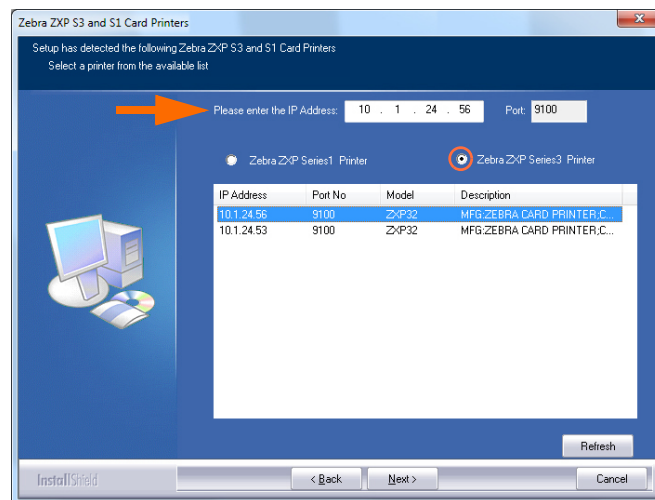 Zebra ZXP S3 and S1 Card Printers
Setup has detected the following Zebra ZXP S3 and S1 Card Printers
Select a printer from the available list
Please enter the IP Address: 10 . 1 . 24 . 56 Port: 9100
Zebra ZXP Series1 Printer Zebra ZXP Series3 Printer
IP Address Port No Model Description
10.1.24.56 9100 ZXP32 MFG:ZEBRA CARD PRINTER;C...
10.1.24.53 9100 ZXP32 MFG:ZEBRA CARD PRINTER;C...
Refresh
InstallShield < Back Next > Cancel